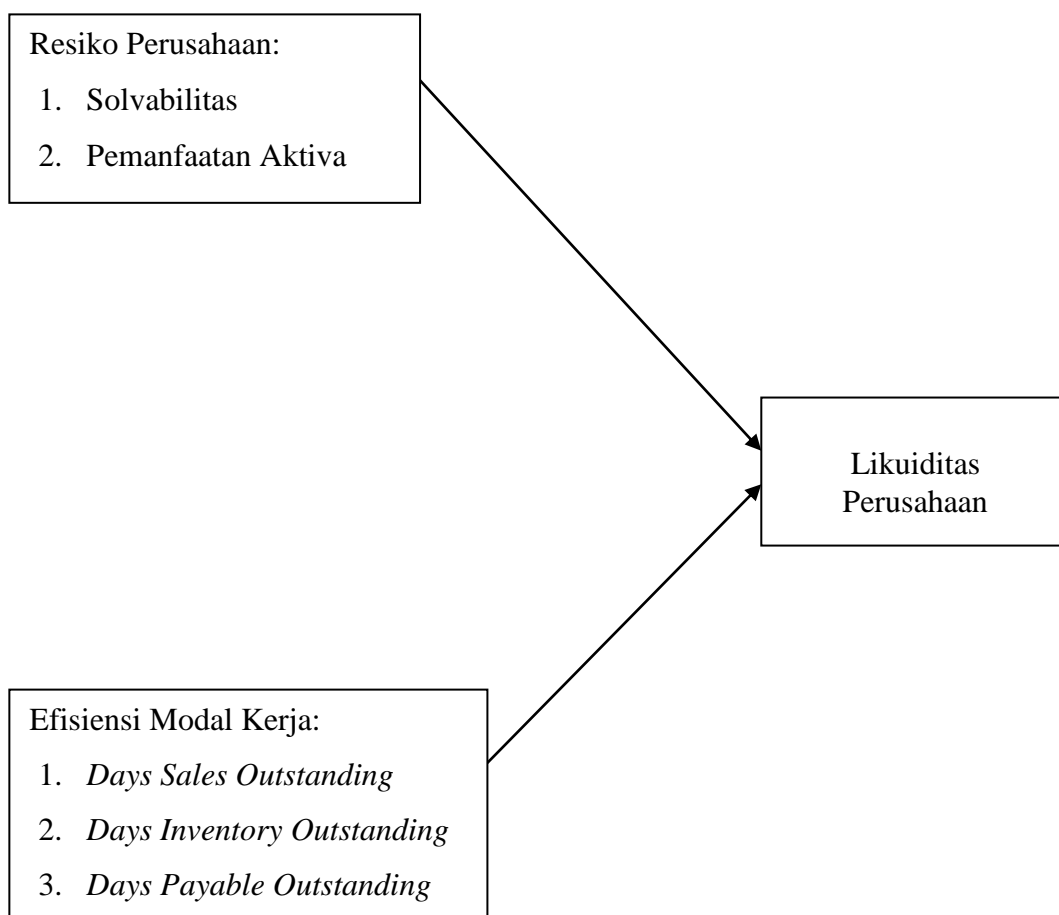 Resiko Perusahaan:
1. Solvabilitas
2. Pemanfaatan Aktiva
Likuiditas
Perusahaan
Efisiensi Modal Kerja:
1. Days Sales Outstanding
2. Days Inventory Outstanding
3. Days Payable Outstanding